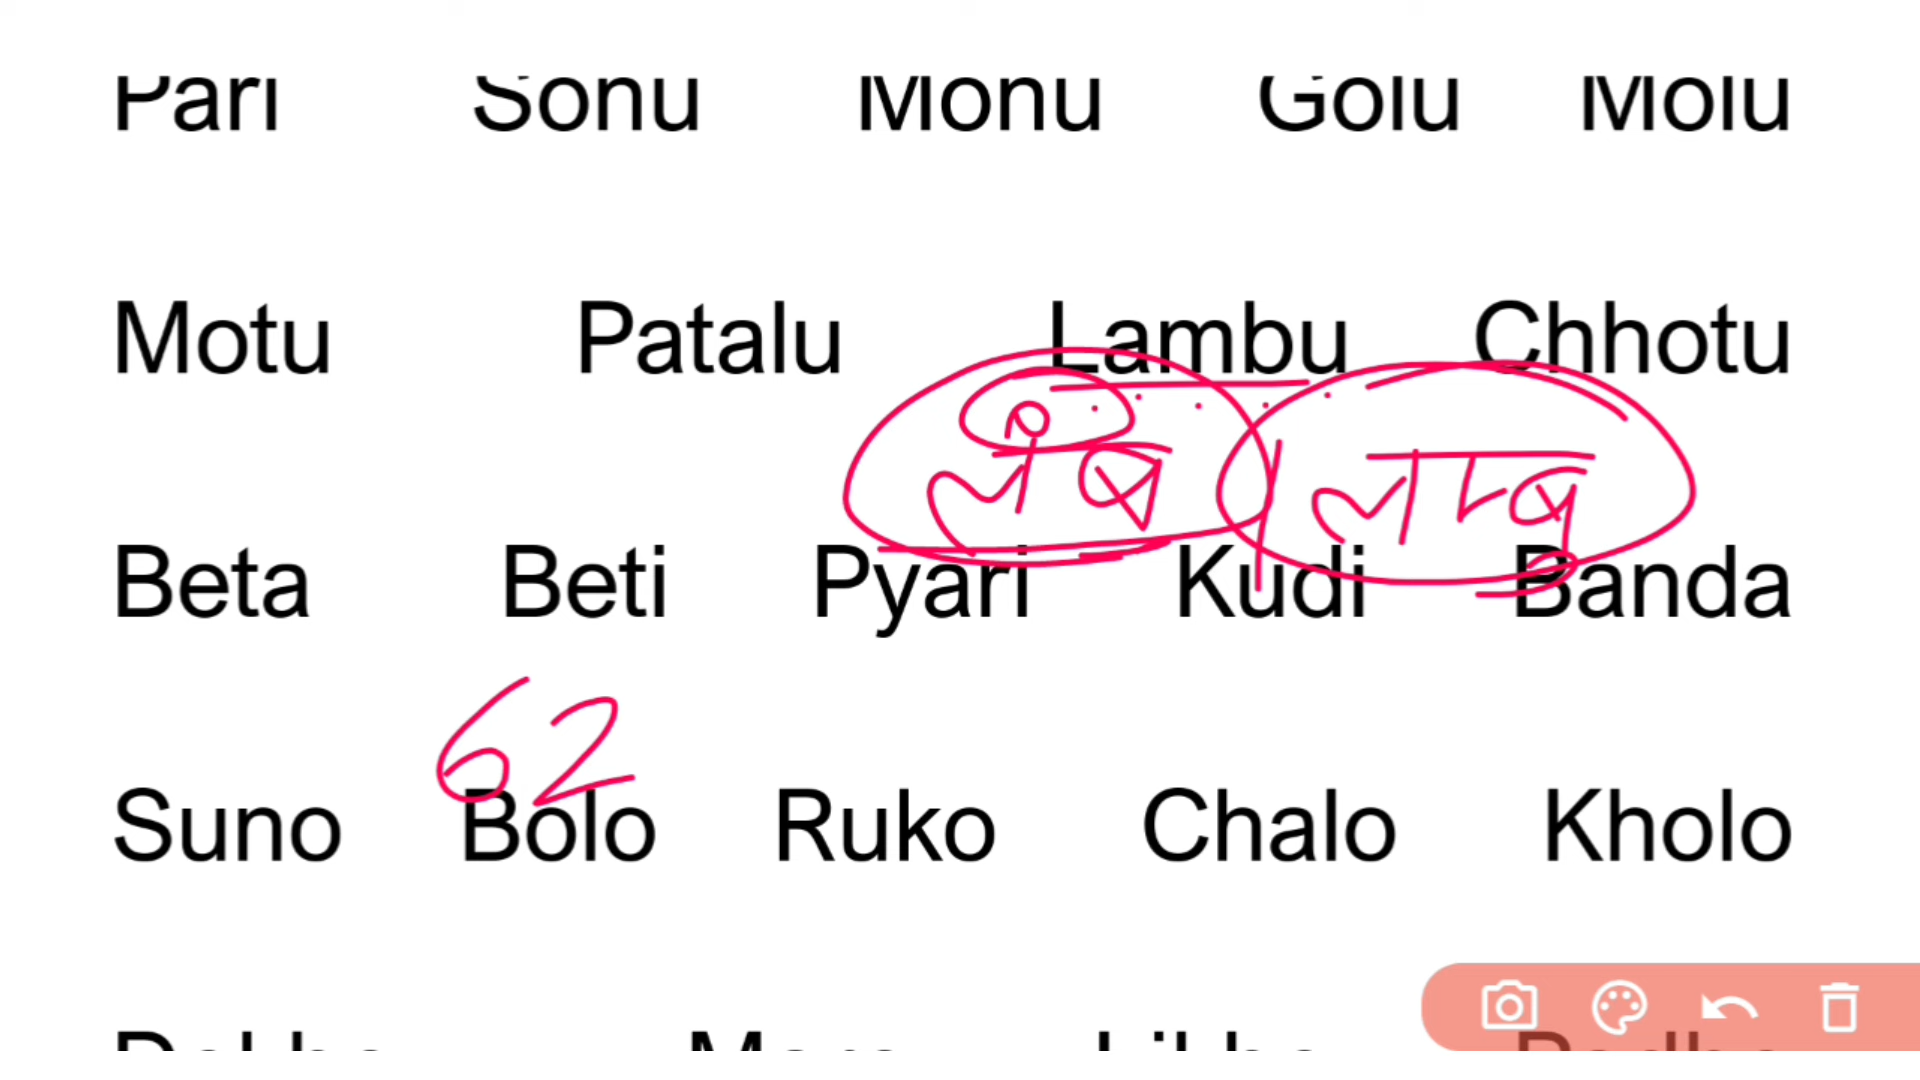 Pari Sonu Monu Golu Molu
Motu Patalu Lambu Chhotu
लंब लम्बु
Beta Beti Pyari Kudi Banda
62
Suno Bolo Ruko Chalo Kholo